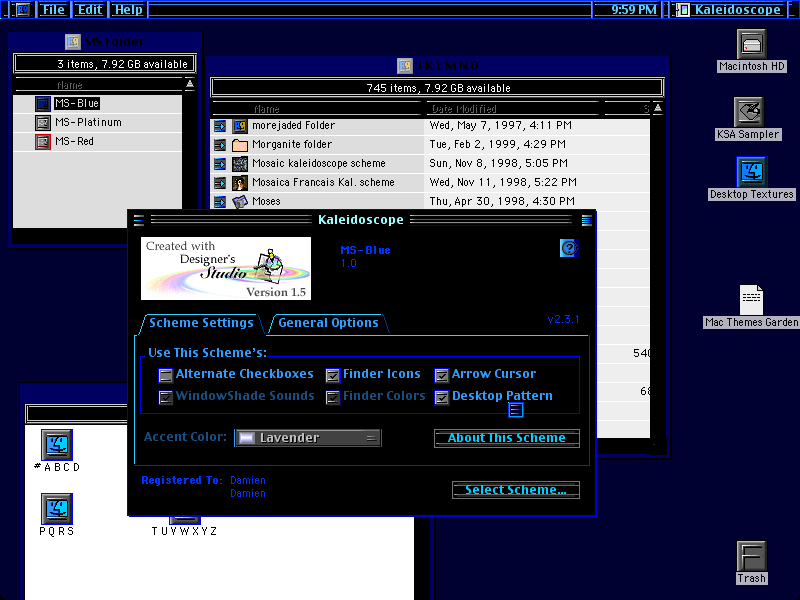 File Edit Help 9:59 PM Kaleidoscope
MS Folder
3 items, 7.92 GB available
Name
MS-Blue
MS-Platinum
MS-Red
745 items, 7.92 GB available
Name Date Modified S
morejaded Folder Wed, May 7, 1997, 4:11 PM
Morganite folder Tue, Feb 2, 1999, 4:29 PM
Mosaic kaleidoscope scheme Sun, Nov 8, 1998, 5:05 PM
Mosaica Francais Kal. scheme Wed, Nov 11, 1998, 5:22 PM
Moses Thu, Apr 30, 1998, 4:30 PM
Macintosh HD
KSA Sampler
Desktop Textures
Mac Themes Garden
Trash
Kaleidoscope
Created with
Designer's
Studio
Version 1.5
MS-Blue
1.0
Scheme Settings General Options v2.3.1
Use This Scheme's:
Alternate Checkboxes Finder Icons Arrow Cursor
WindowShade Sounds Finder Colors Desktop Pattern
Accent Color: Lavender About This Scheme
Registered To: Damien
Damien
Select Scheme...
540
68
#ABCD
PQRS
TUYWXYZ